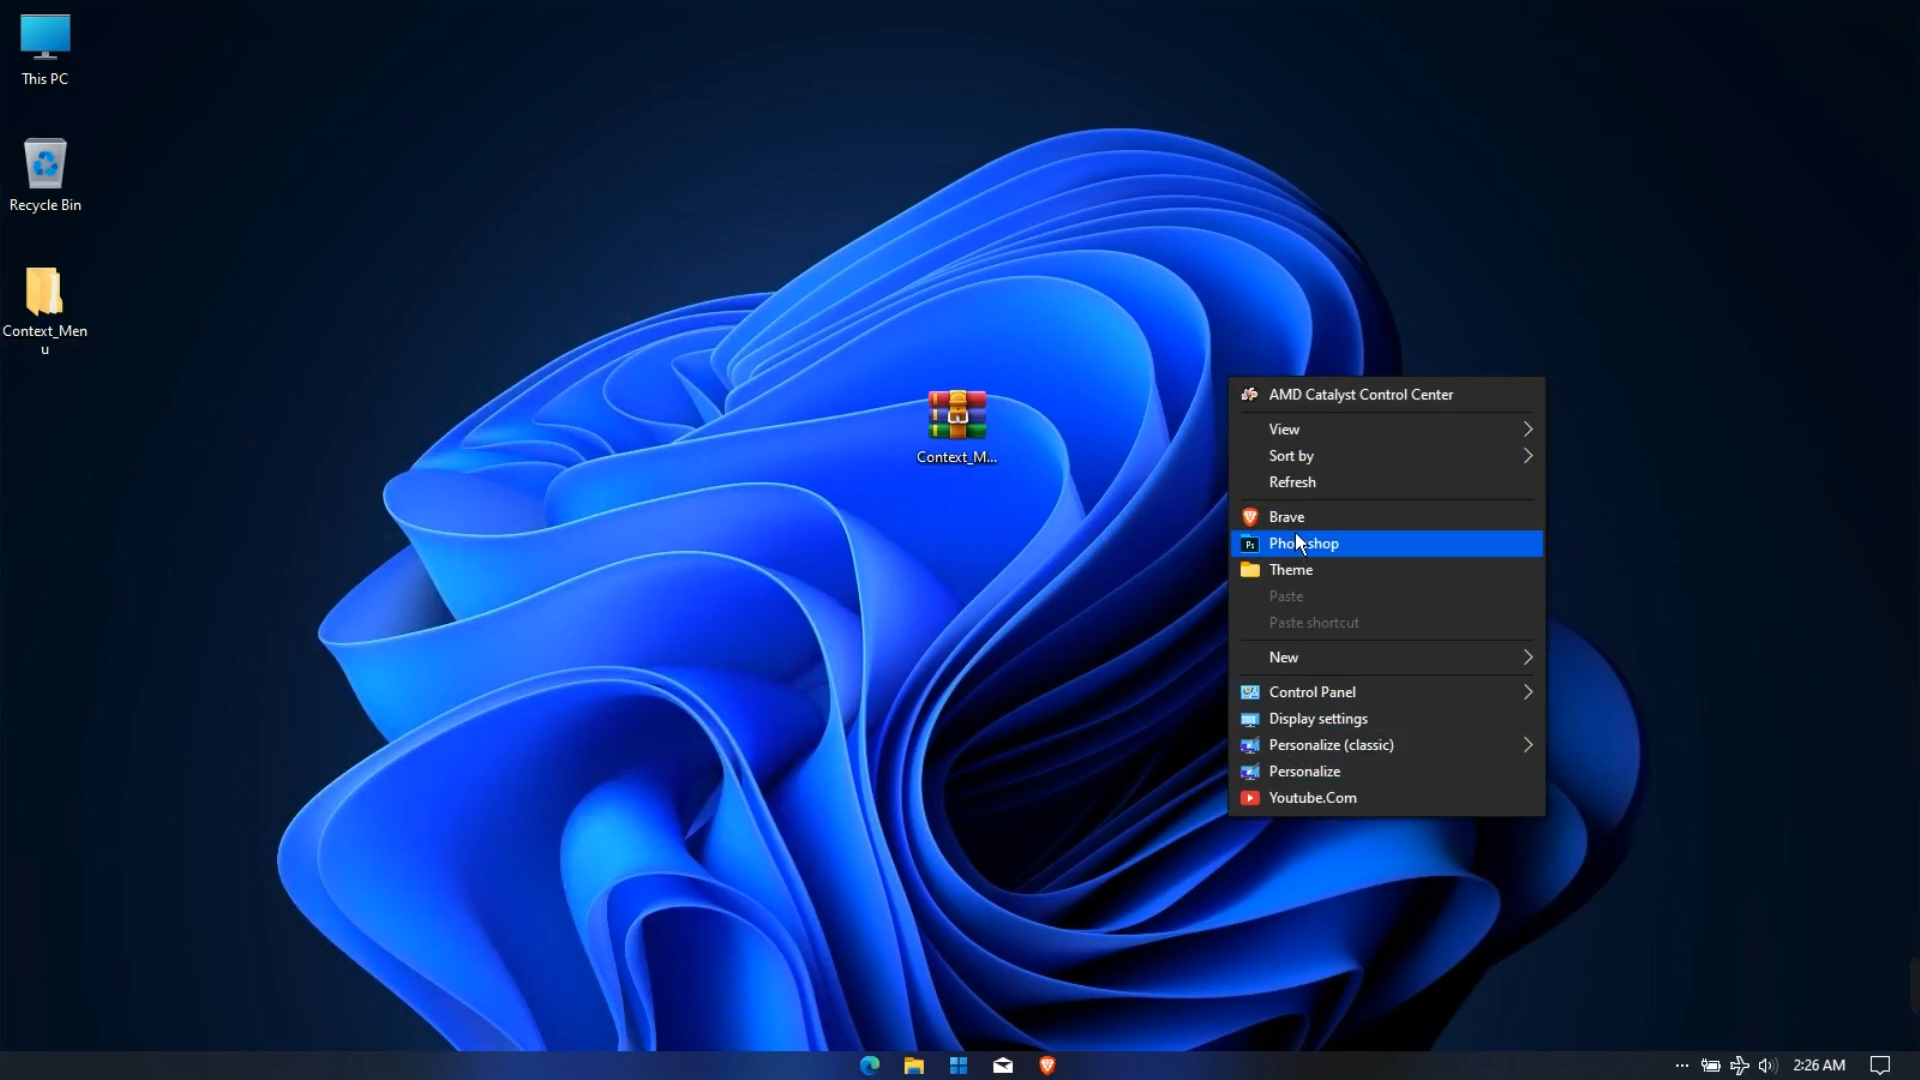 This PC
Recycle Bin
Context_Men
u
Context_M...
AMD Catalyst Control Center
View
Sort by
Refresh
Brave
Ps
Photoshop
Theme
Paste
Paste shortcut
New
Control Panel
Display settings
Personalize (classic)
Personalize
Youtube.Com
2:26 AM